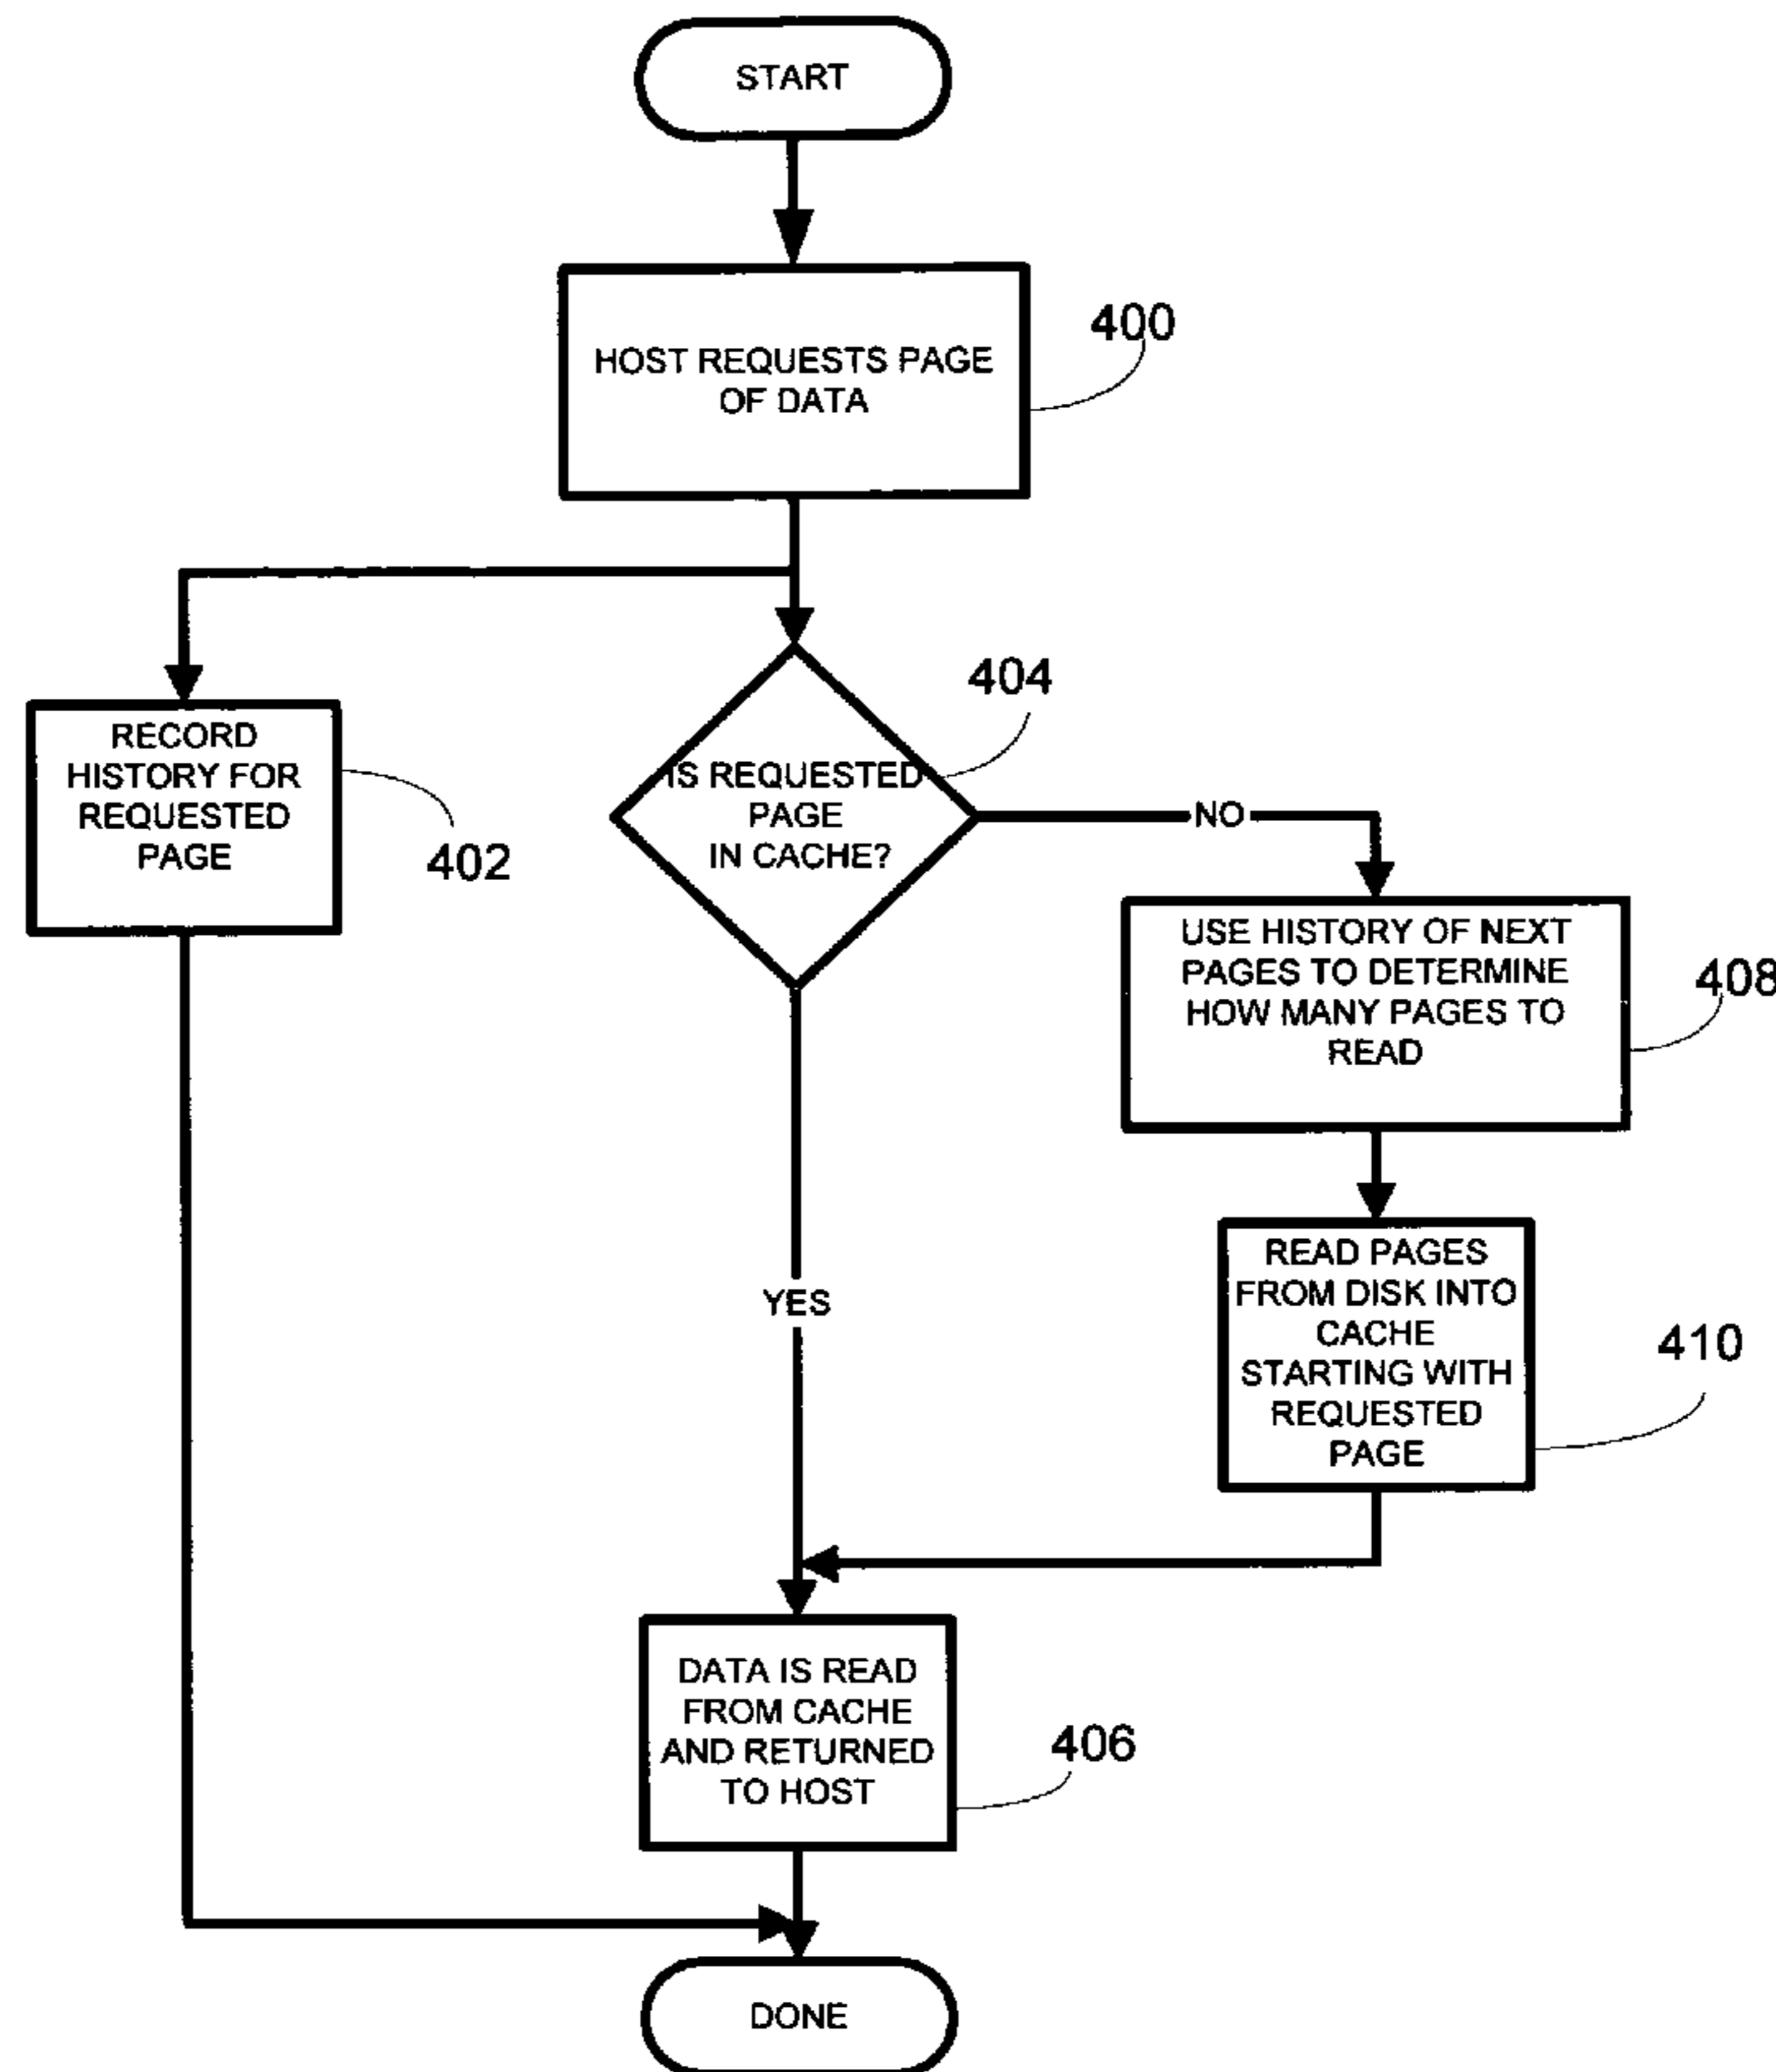 START
HOST REQUESTS PAGE
OF DATA
400
RECORD
HISTORY FOR
REQUESTED
PAGE
402
IS REQUESTED
PAGE
IN CACHE?
404
NO
USE HISTORY OF NEXT
PAGES TO DETERMINE
HOW MANY PAGES TO
READ
408
READ PAGES
FROM DISK INTO
CACHE
STARTING WITH
REQUESTED
PAGE
410
YES
DATA IS READ
FROM CACHE
AND RETURNED
TO HOST
406
DONE